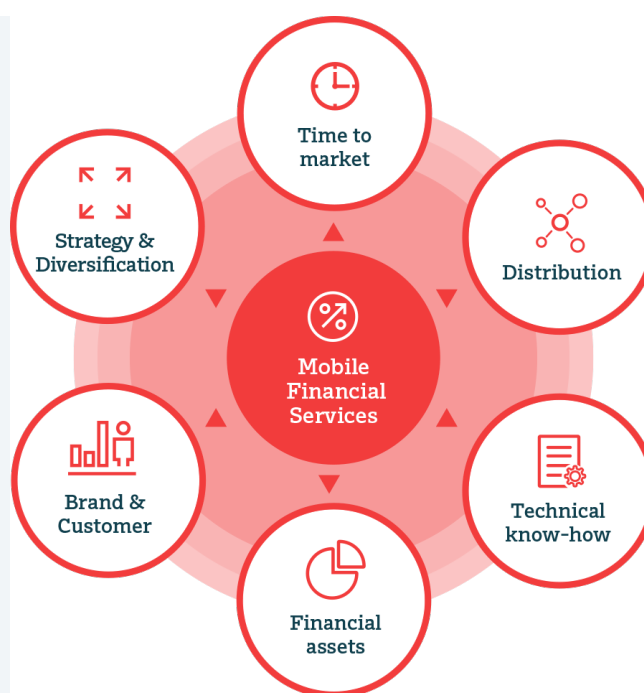 Time to
market
Strategy &
Diversification
Distribution
Mobile
Financial
Services
Brand &
Customer
Technical
know-how
Financial
assets